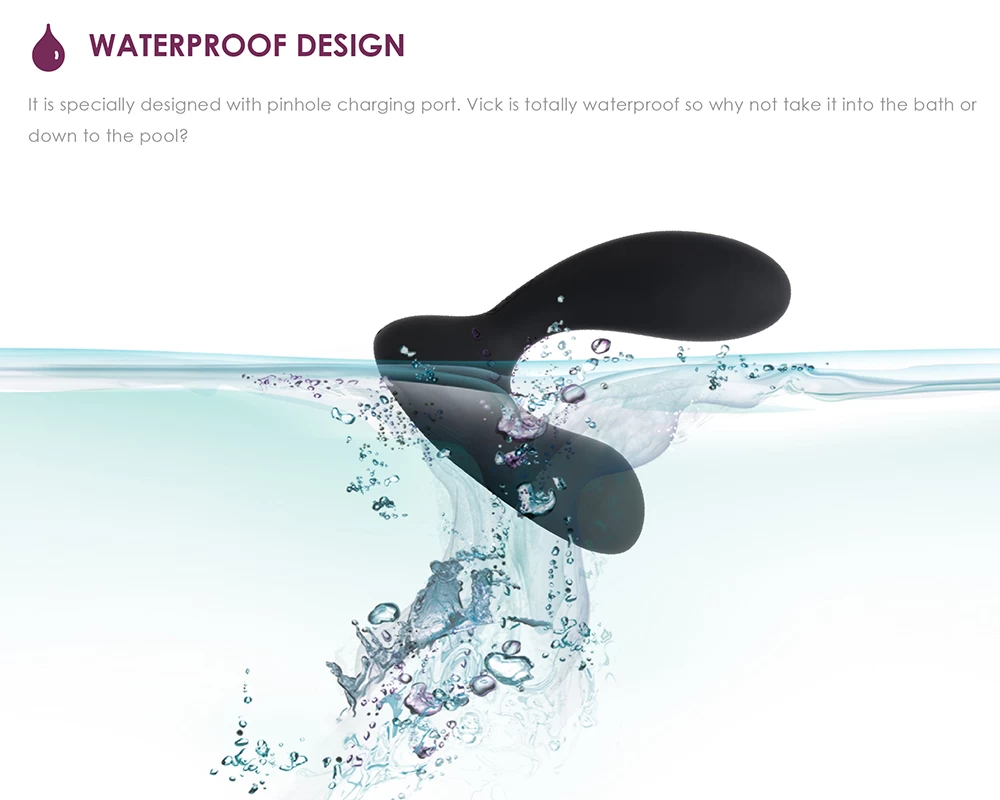 WATERPROOF DESIGN
It is specially designed with pinhole charging port. Vick is totally waterproof so why not take it into the bath or
down to the pool?